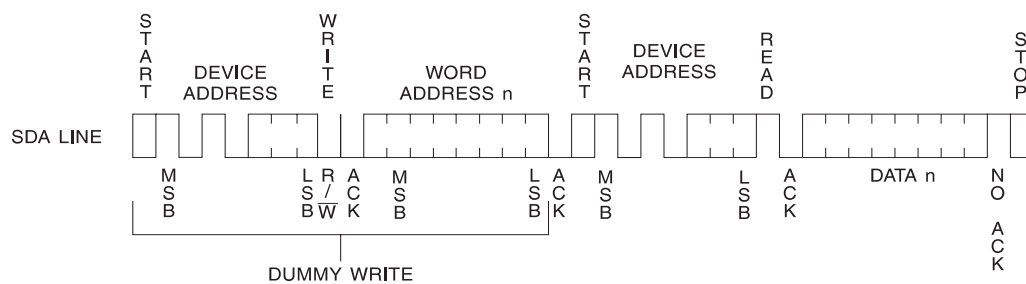 START
WRITE
START
READ
STOP
DEVICE
ADDRESS
WORD
ADDRESS n
DEVICE
ADDRESS
SDA LINE
MSB
LSB
R/W
ACK
MSB
LSB
ACK
MSB
LSB
ACK
DATA n
NO ACK
DUMMY WRITE